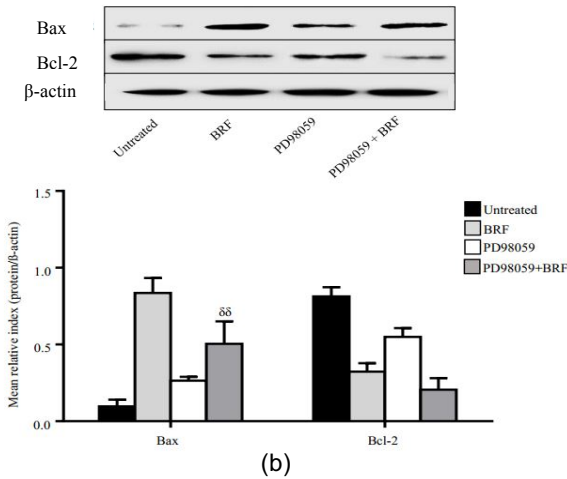 Bax
Bcl-2
β-actin
Untreated
BRF
PD98059
PD98059 + BRF
Mean relative index (protein/ß-actin)
1.5
1.0
0.5
0.0
δδ
Untreated
BRF
PD98059
PD98059+BRF
Bax
Bcl-2
(b)